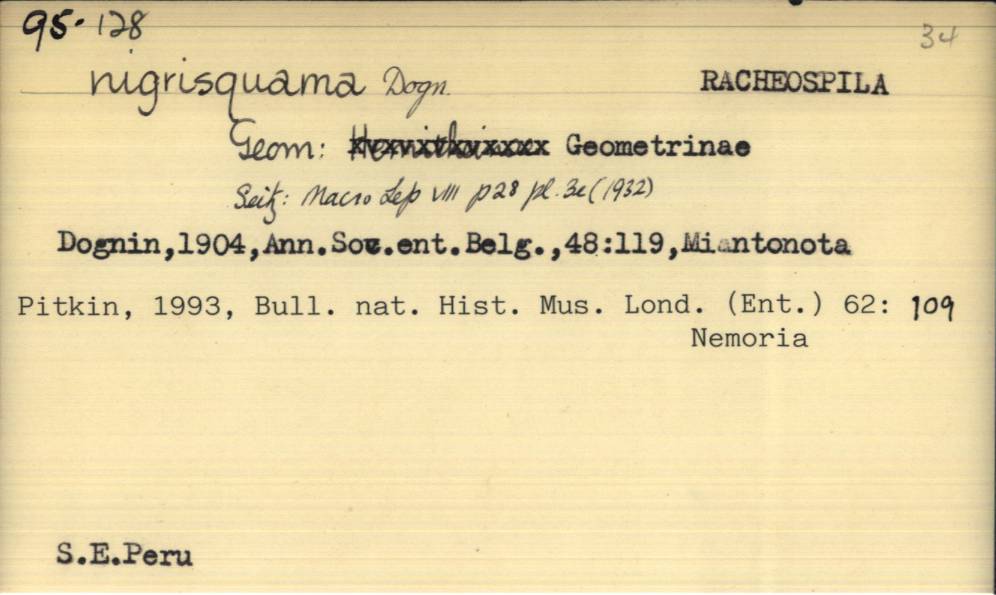 95. 128 34
nigrisquama Dogn. RACHEOSPILA
Geom: Geometrinae
Seitz: Macro Lep VIII p28 pl. 3e (1932)
Dognin,1904,Ann.Soc.ent.Belg.,48:119,Miantonota
Pitkin, 1993, Bull. nat. Hist. Mus. Lond. (Ent.) 62: 109
Nemoria
S.E.Peru